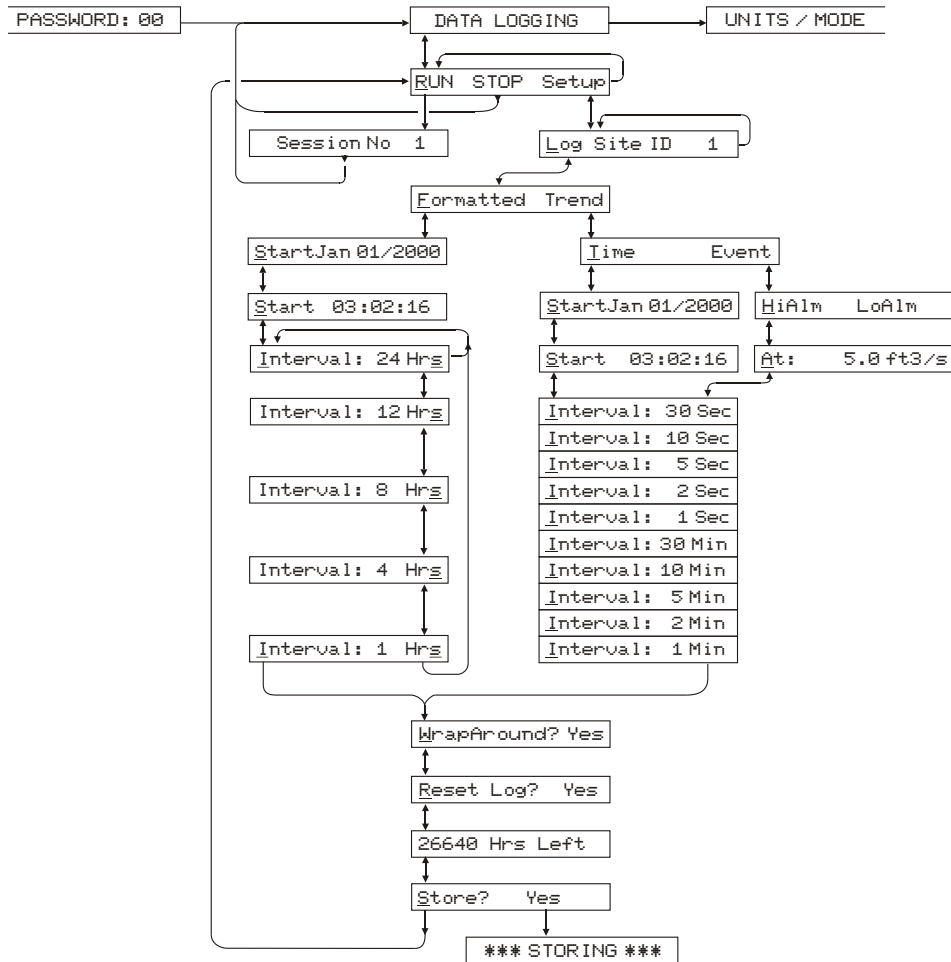 PASSWORD: 00
DATA LOGGING
UNITS / MODE
RUN STOP Setup
Session No 1
Log Site ID 1
Formatted Trend
StartJan 01/2000
Time Event
Start 03:02:16
StartJan 01/2000
HiAlm LoAlm
Interval: 24 Hrs
Start 03:02:16
At: 5.0 ft3/s
Interval: 12 Hrs
Interval: 8 Hrs
Interval: 4 Hrs
Interval: 1 Hrs
Interval: 30 Sec
Interval: 10 Sec
Interval: 5 Sec
Interval: 2 Sec
Interval: 1 Sec
Interval: 30 Min
Interval: 10 Min
Interval: 5 Min
Interval: 2 Min
Interval: 1 Min
WrapAround? Yes
Reset Log? Yes
26640 Hrs Left
Store? Yes
*** STORING ***